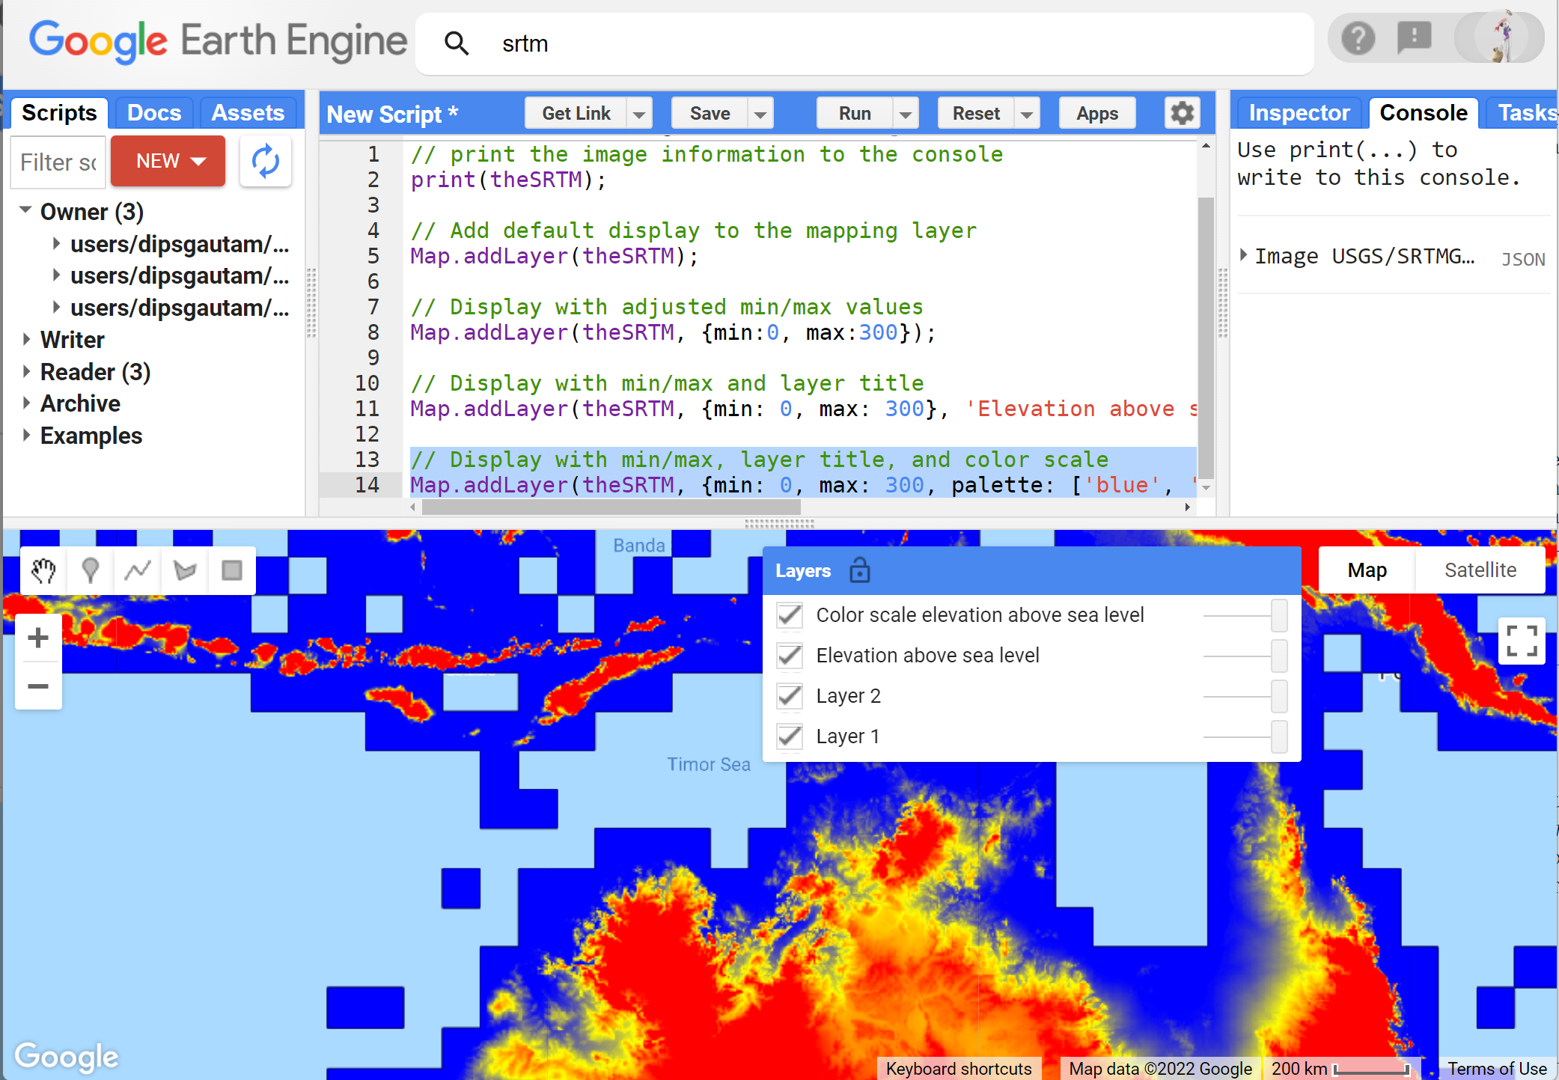 Google Earth Engine
srtm
Scripts Docs Assets
New Script *
Get Link Save Run Reset Apps
Inspector Console Tasks
Filter sc
NEW
Owner (3)
users/dipsgautam/...
users/dipsgautam/...
users/dipsgautam/...
Writer
Reader (3)
Archive
Examples
1 // print the image information to the console
2 print(theSRTM);
3
4 // Add default display to the mapping layer
5 Map.addLayer(theSRTM);
6
7 // Display with adjusted min/max values
8 Map.addLayer(theSRTM, {min:0, max:300});
9
10 // Display with min/max and layer title
11 Map.addLayer(theSRTM, {min: 0, max: 300}, 'Elevation above s
12
13 // Display with min/max, layer title, and color scale
14 Map.addLayer(theSRTM, {min: 0, max: 300, palette: ['blue', '
Use print(...) to
write to this console.
Image USGS/SRTMG... JSON
Banda
Layers
Color scale elevation above sea level
Elevation above sea level
Layer 2
Layer 1
Map Satellite
Timor Sea
Google
Keyboard shortcuts
Map data ©2022 Google
200 km
Terms of Use